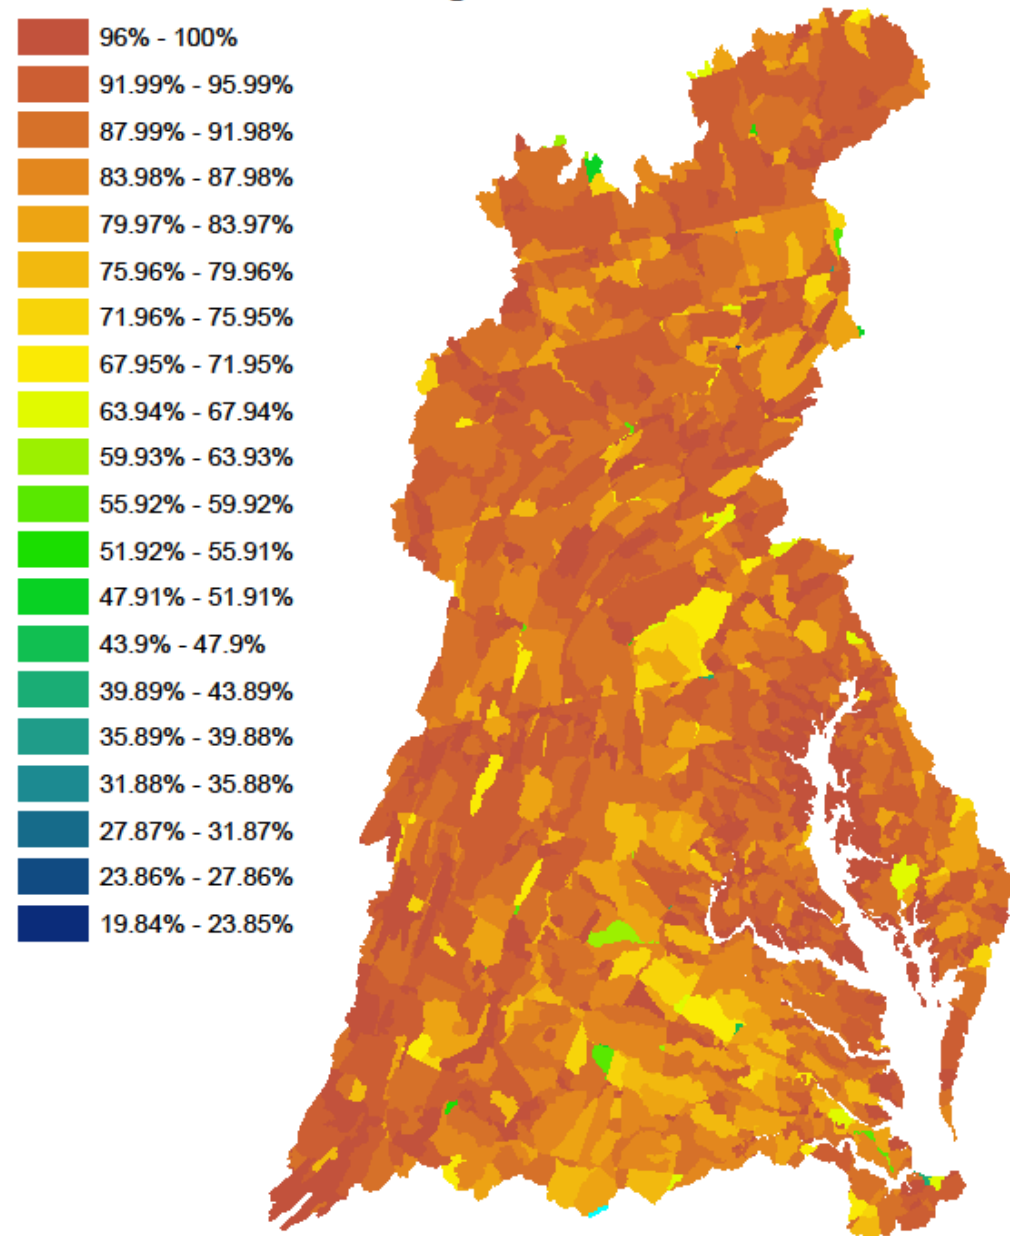 96% - 100%
91.99% - 95.99%
87.99% - 91.98%
83.98% - 87.98%
79.97% - 83.97%
75.96% - 79.96%
71.96% - 75.95%
67.95% - 71.95%
63.94% - 67.94%
59.93% - 63.93%
55.92% - 59.92%
51.92% - 55.91%
47.91% - 51.91%
43.9% - 47.9%
39.89% - 43.89%
35.89% - 39.88%
31.88% - 35.88%
27.87% - 31.87%
23.86% - 27.86%
19.84% - 23.85%